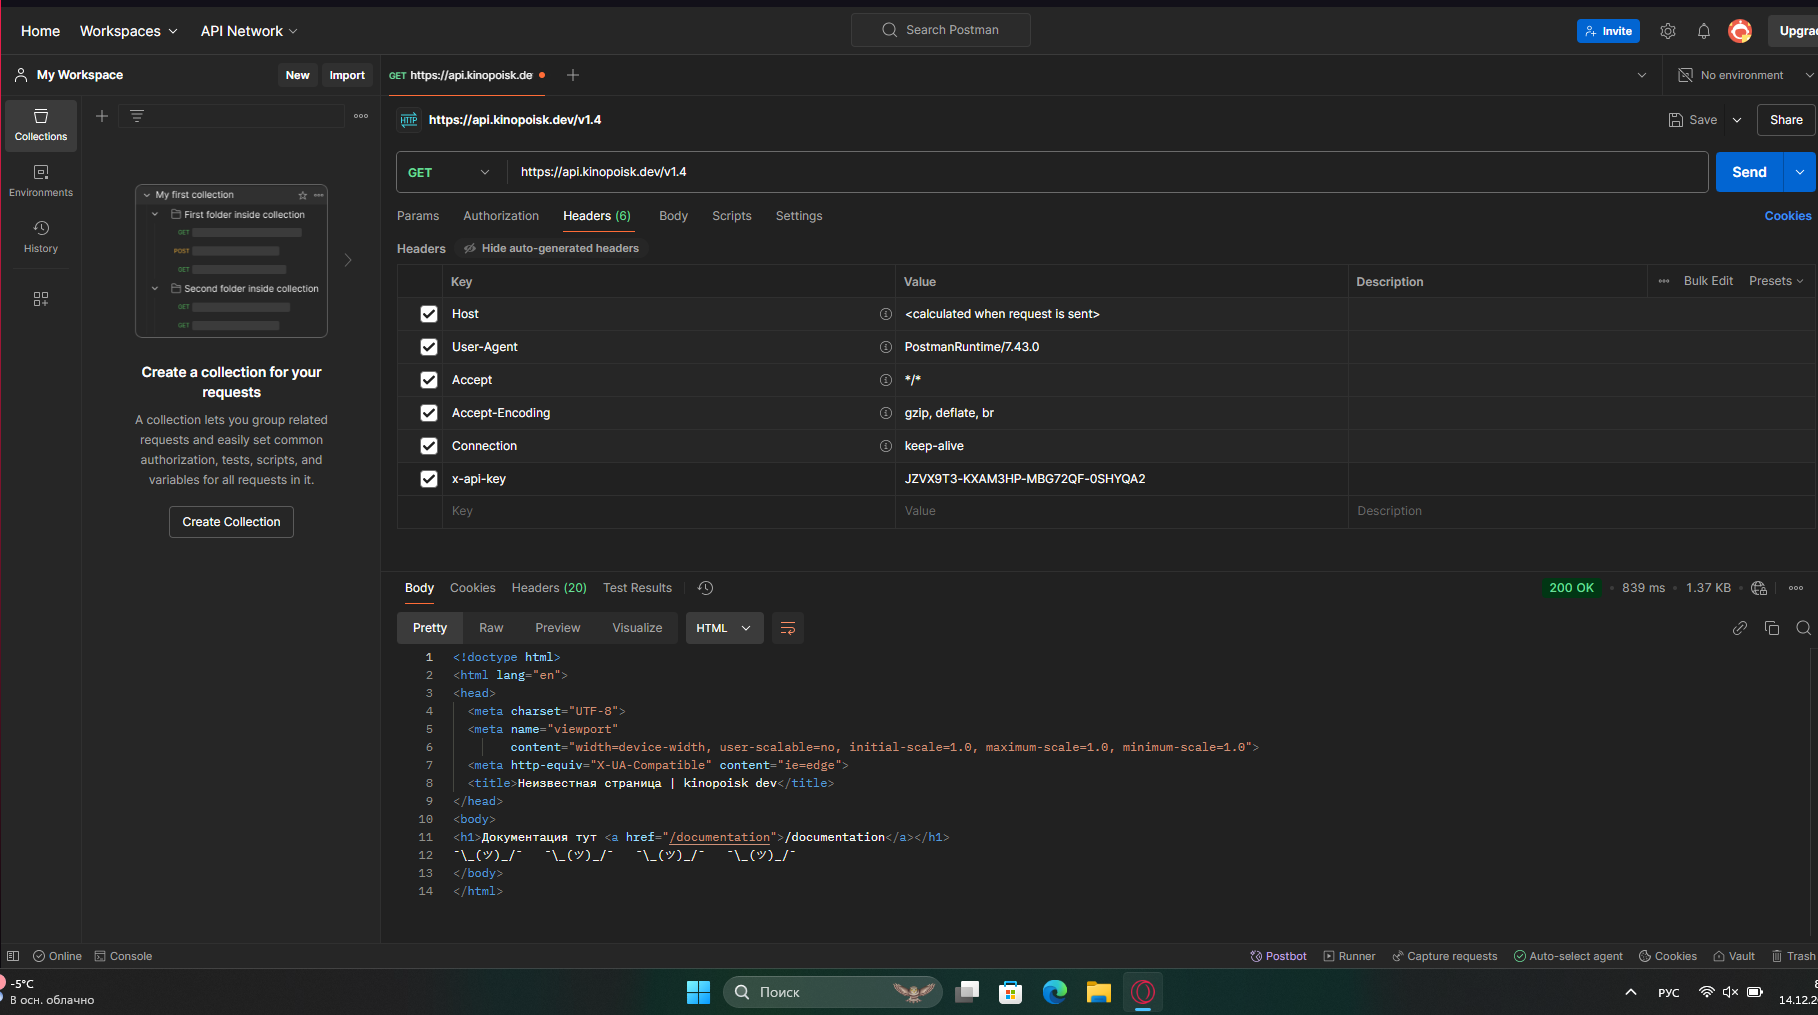 Home Workspaces API Network Search Postman Invite Upgrad
My Workspace New Import GET https://api.kinopoisk.de No environment
Collections
Environments
History
My first collection
First folder inside collection
GET
POST
GET
Second folder inside collection
GET
GET
Create a collection for your
requests
A collection lets you group related
requests and easily set common
authorization, tests, scripts, and
variables for all requests in it.
Create Collection
HTTP https://api.kinopoisk.dev/v1.4 Save Share
GET https://api.kinopoisk.dev/v1.4 Send
Params Authorization Headers (6) Body Scripts Settings Cookies
Headers Hide auto-generated headers
Key Value Description Bulk Edit Presets
Host <calculated when request is sent>
User-Agent PostmanRuntime/7.43.0
Accept */*
Accept-Encoding gzip, deflate, br
Connection keep-alive
x-api-key JZVX9T3-KXAM3HP-MBG72QF-0SHYQA2
Key Value Description
Body Cookies Headers (20) Test Results 200 OK • 839 ms • 1.37 KB •
Pretty Raw Preview Visualize HTML
1 <!doctype html>
2 <html lang="en">
3 <head>
4 <meta charset="UTF-8">
5 <meta name="viewport"
6 content="width=device-width, user-scalable=no, initial-scale=1.0, maximum-scale=1.0, minimum-scale=1.0">
7 <meta http-equiv="X-UA-Compatible" content="ie=edge">
8 <title>Неизвестная страница | kinopoisk dev</title>
9 </head>
10 <body>
11 <h1>Документация тут <a href="/documentation">/documentation</a></h1>
12 ¯\_(ツ)_/¯ ¯\_(ツ)_/¯ ¯\_(ツ)_/¯ ¯\_(ツ)_/¯
13 </body>
14 </html>
Online Console Postbot Runner Capture requests Auto-select agent Cookies Vault Trash
-5°C
В осн. облачно
Поиск
РУС
14.12.2